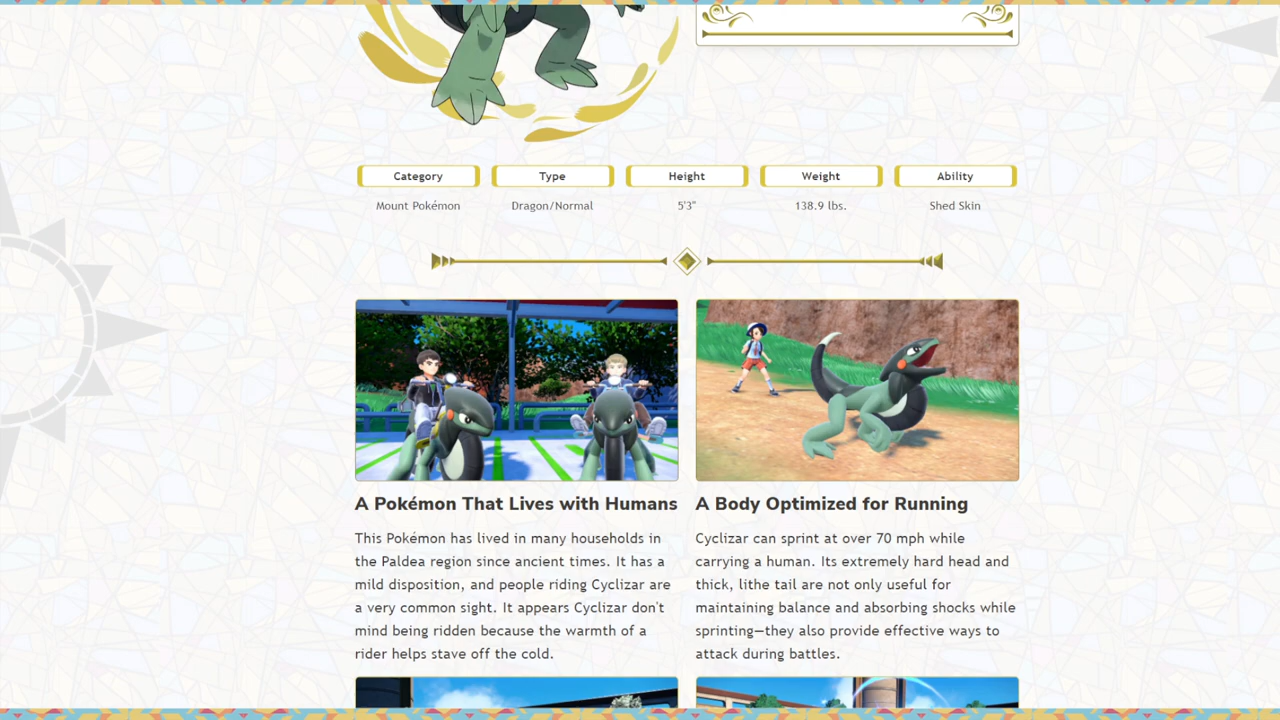 Category Type Height Weight Ability
Mount Pokémon Dragon/Normal 5'3" 138.9 lbs. Shed Skin
A Pokémon That Lives with Humans
This Pokémon has lived in many households in
the Paldea region since ancient times. It has a
mild disposition, and people riding Cyclizar are
a very common sight. It appears Cyclizar don't
mind being ridden because the warmth of a
rider helps stave off the cold.
A Body Optimized for Running
Cyclizar can sprint at over 70 mph while
carrying a human. Its extremely hard head and
thick, lithe tail are not only useful for
maintaining balance and absorbing shocks while
sprinting—they also provide effective ways to
attack during battles.